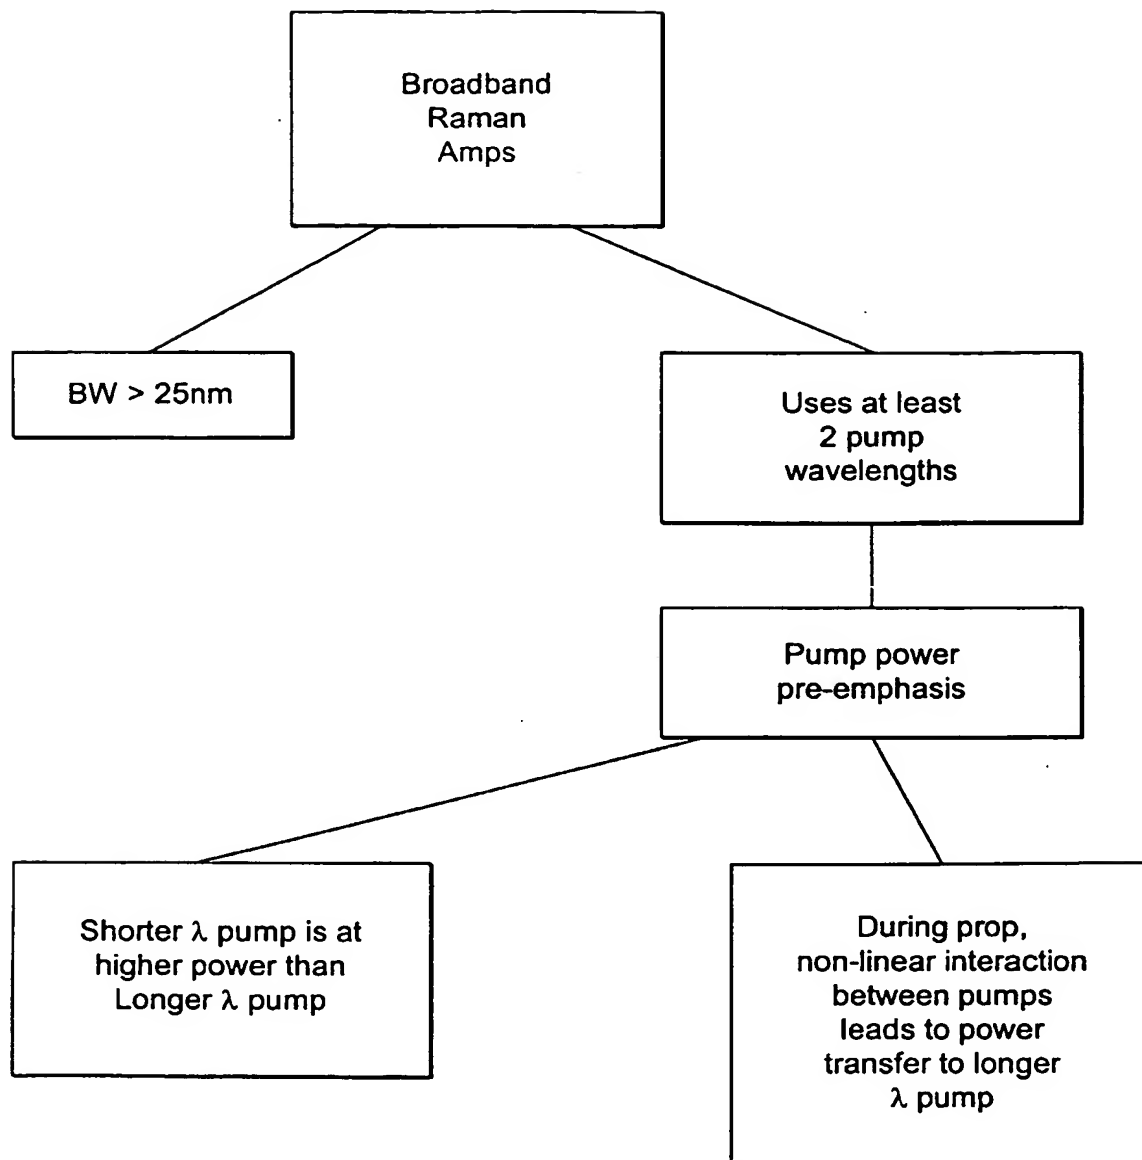 Broadband
Raman
Amps
BW > 25nm
Uses at least
2 pump
wavelengths
Pump power
pre-emphasis
Shorter λ pump is at
higher power than
Longer λ pump
During prop,
non-linear interaction
between pumps
leads to power
transfer to longer
λ pump